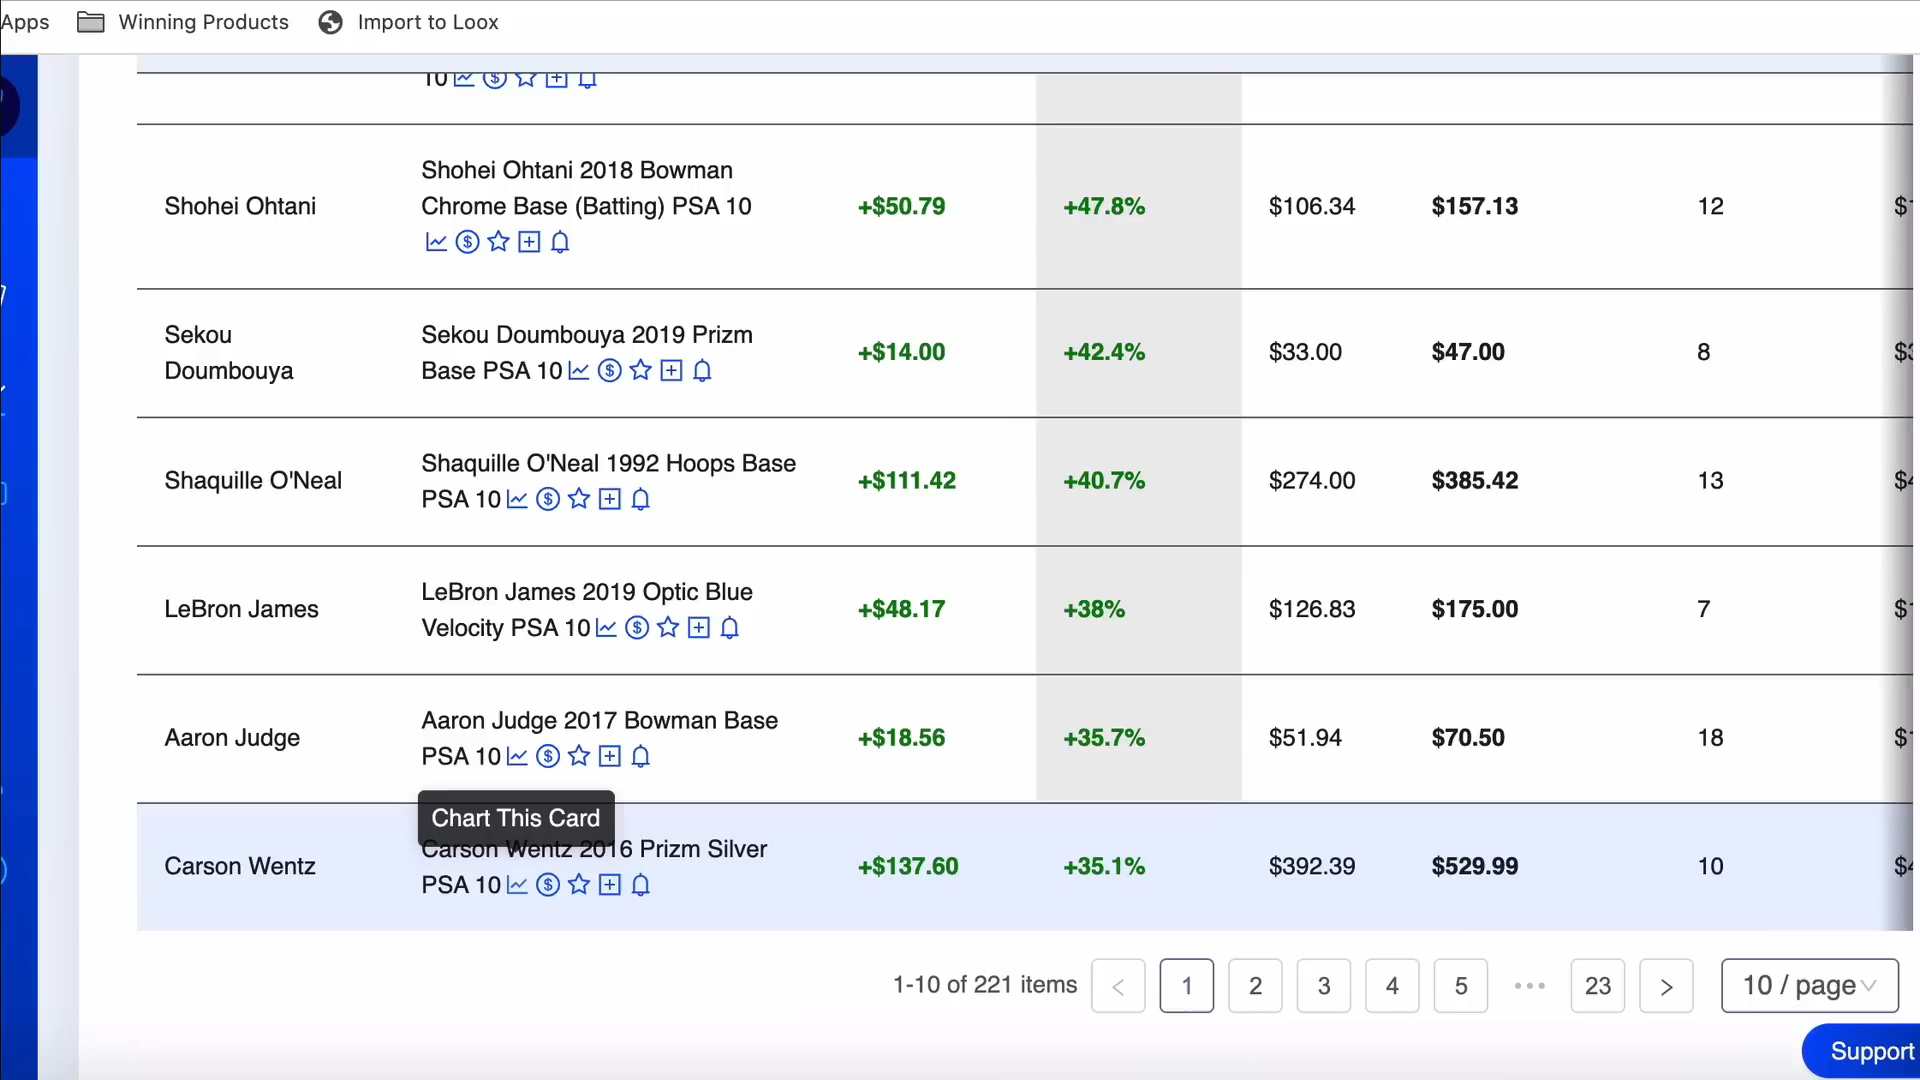 Apps Winning Products Import to Loox
10
Shohei Ohtani 2018 Bowman
Shohei Ohtani Chrome Base (Batting) PSA 10 +$50.79 +47.8% $106.34 $157.13 12
Sekou Sekou Doumbouya 2019 Prizm
Doumbouya Base PSA 10 +$14.00 +42.4% $33.00 $47.00 8
Shaquille O'Neal 1992 Hoops Base
Shaquille O'Neal PSA 10 +$111.42 +40.7% $274.00 $385.42 13
LeBron James 2019 Optic Blue
LeBron James Velocity PSA 10 +$48.17 +38% $126.83 $175.00 7
Aaron Judge 2017 Bowman Base
Aaron Judge PSA 10 +$18.56 +35.7% $51.94 $70.50 18
Chart This Card
Carson Wentz 2016 Prizm Silver
Carson Wentz PSA 10 +$137.60 +35.1% $392.39 $529.99 10
1-10 of 221 items < 1 2 3 4 5 ••• 23 > 10 / page
Support